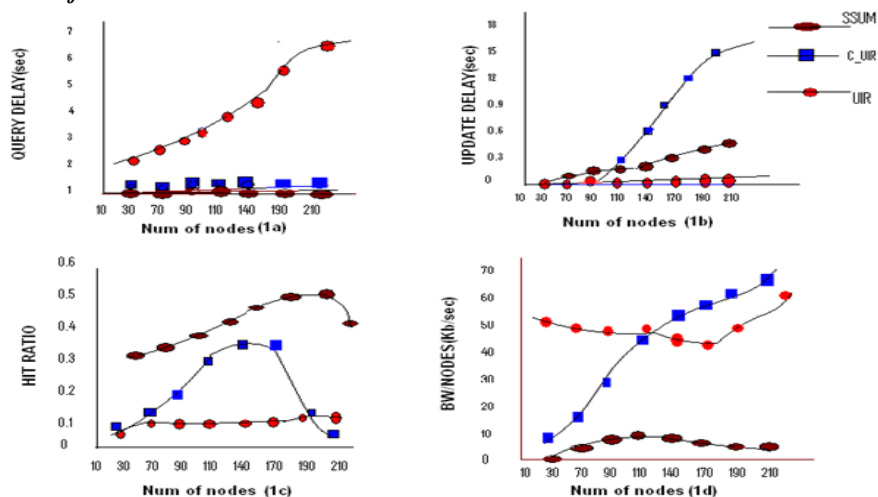 QUERY DELAY(sec)
7
6
5
4
3
2
1
10 30 70 90 110 140 190 210
Num of nodes (1a)
UPDATE DELAY(sec)
18
15
12
0.9
0.6
0.3
0
10 30 70 90 110 140 170 190 210
Num of nodes (1b)
SSUM
C_UIR
UIR
HIT RATIO
0.6
0.5
0.4
0.3
0.2
0.1
0
10 30 70 90 110 140 170 190 210
Num of nodes (1c)
BW/NODES(Kb/sec)
70
60
50
40
30
20
10
0
10 30 70 90 110 140 170 190 210
Num of nodes (1d)